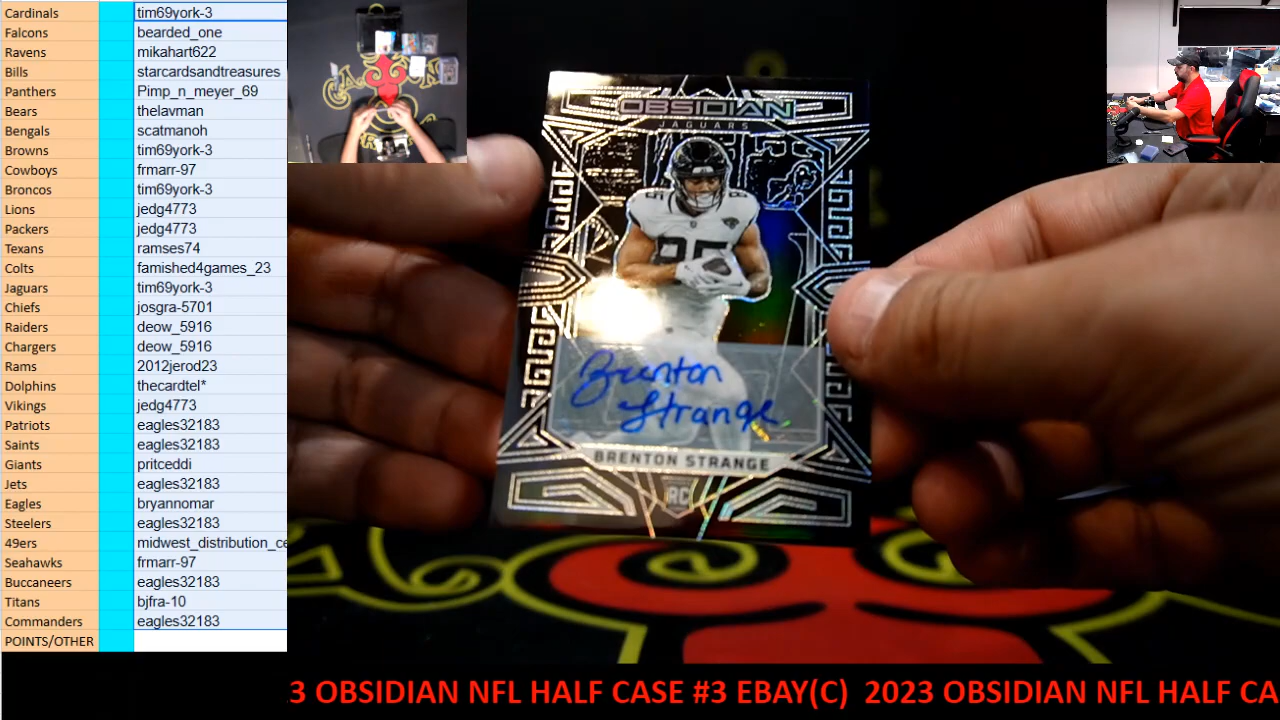 Cardinals tim69york-3
Falcons bearded_one
Ravens mikahart622
Bills starcardsandtreasures
Panthers Pimp_n_meyer_69
Bears thelavman
Bengals scatmanoh
Browns tim69york-3
Cowboys frmarr-97
Broncos tim69york-3
Lions jedg4773
Packers jedg4773
Texans ramses74
Colts famished4games_23
Jaguars tim69york-3
Chiefs josgra-5701
Raiders deow_5916
Chargers deow_5916
Rams 2012jerod23
Dolphins thecardtel*
Vikings jedg4773
Patriots eagles32183
Saints eagles32183
Giants pritceddi
Jets eagles32183
Eagles bryannomar
Steelers eagles32183
49ers midwest_distribution_ce
Seahawks frmarr-97
Buccaneers eagles32183
Titans bjfra-10
Commanders eagles32183
POINTS/OTHER
OBSIDIAN
JAGUARS
85
Brenton
Strange
BRENTON STRANGE
RC
3 OBSIDIAN NFL HALF CASE #3 EBAY(C) 2023 OBSIDIAN NFL HALF CA